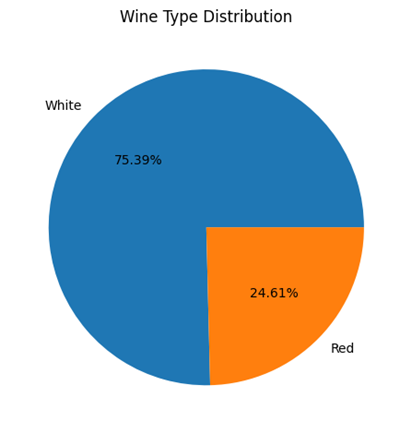 Wine Type Distribution
White
75.39%
24.61%
Red